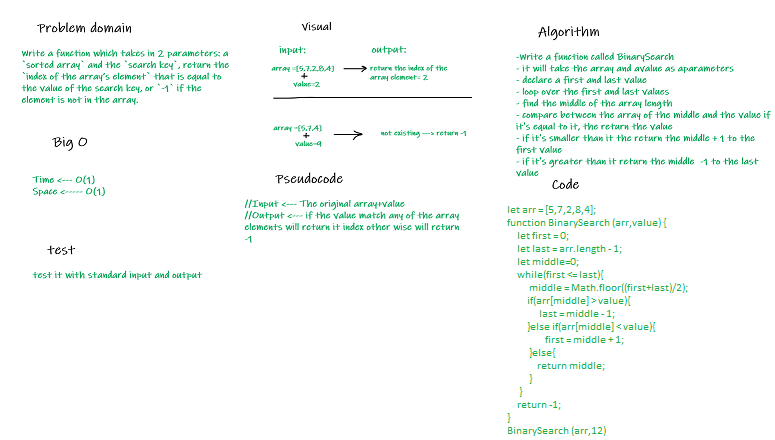 Problem domain
Write a function which takes in 2 parameters: a
`sorted array` and the `search key`, return the
`index of the array's element` that is equal to
the value of the search key, or `-1` if
the element is not in the array.
Big O
Time <--- O(1)
Space <----- O(1)
test
test it with standard input and output
Visual
input:
output:
array =[5,7,2,8,4]
+
value=2
return the index of the
array element= 2
array =[5,7,4]
+
value=9
not existing ---> return -1
Pseudocode
//Input <--- The original array+value
//Output <--- if the value match any of the array
elements will return it index other wise will return
-1
Algorithm
-Write a function called BinarySearch
- it will take the array and avalue as aparameters
- declare a first and last value
- loop over the first and last values
- find the middle of the array length
- compare between the array of the middle and the value if
it's equal to it, the return the value
- if it's smaller than it the return the middle + 1 to the
first value
- if it's greater than it return the middle -1 to the last
value
Code
let arr = [5,7,2,8,4];
function BinarySearch (arr,value) {
let first = 0;
let last = arr.length - 1;
let middle=0;
while(first <= last){
middle = Math.floor((first+last)/2);
if(arr[middle] > value){
last = middle - 1;
}else if(arr[middle] < value){
first = middle + 1;
}else{
return middle;
}
}
return -1;
}
BinarySearch (arr,12)